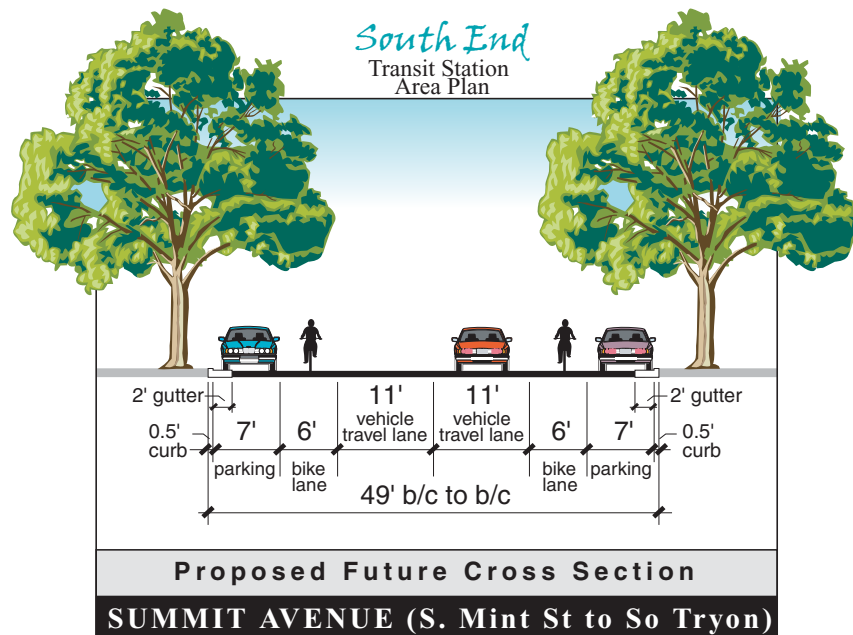 South End
Transit Station
Area Plan
2' gutter
11'
11'
2' gutter
0.5'
curb
7'
6'
vehicle
travel lane
vehicle
travel lane
6'
7'
0.5'
curb
parking
bike
lane
bike
lane
parking
49' b/c to b/c
Proposed Future Cross Section
SUMMIT AVENUE (S. Mint St to So Tryon)